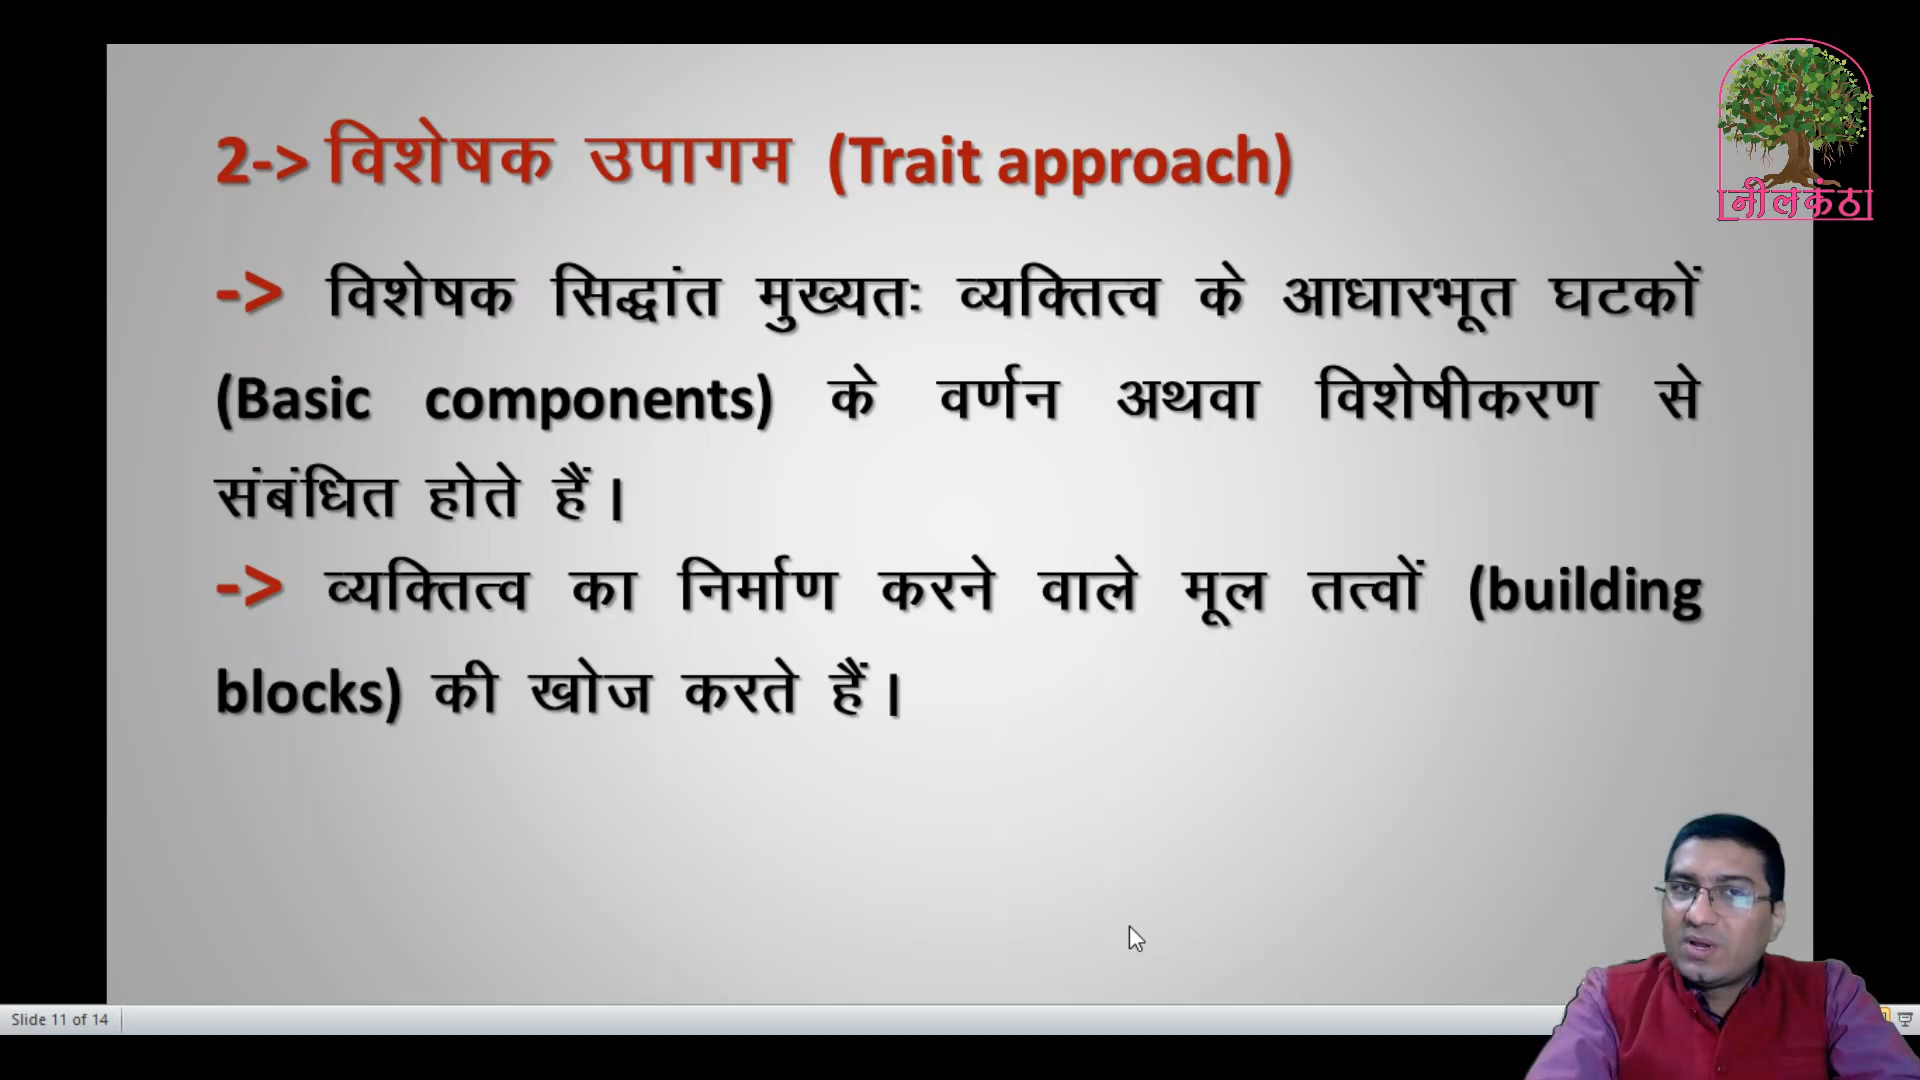 2-> विशेषक उपागम (Trait approach)
नीलकंठ
-> विशेषक सिद्धांत मुख्यतः व्यक्तित्व के आधारभूत घटकों
(Basic components) के वर्णन अथवा विशेषीकरण से
संबंधित होते हैं।
-> व्यक्तित्व का निर्माण करने वाले मूल तत्वों (building
blocks) की खोज करते हैं।
Slide 11 of 14